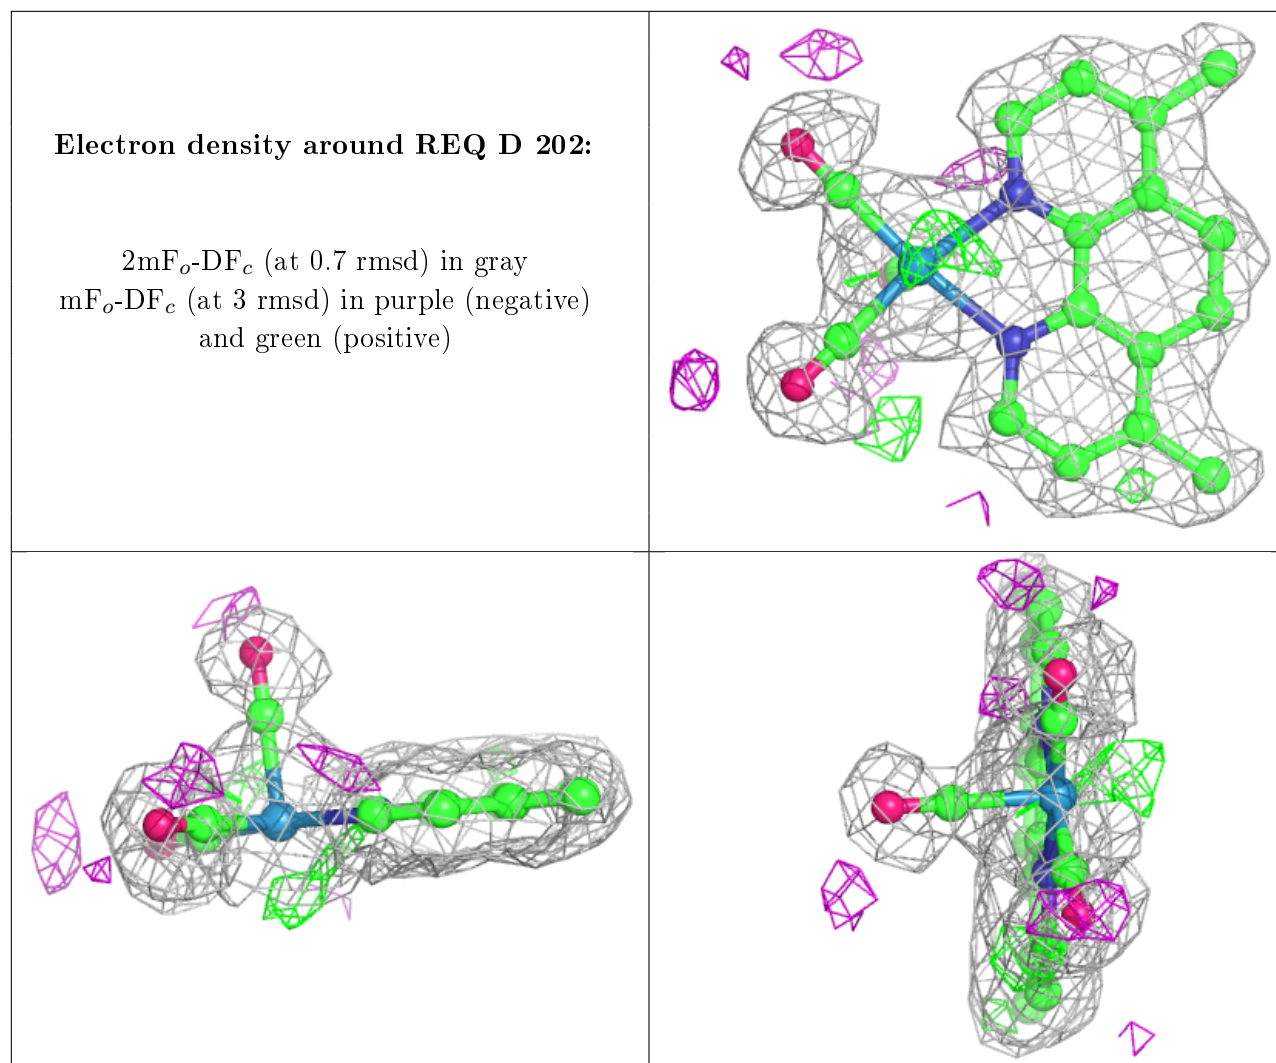 Electron density around REQ D 202:
2mFo-DFc (at 0.7 rmsd) in gray
mFo-DFc (at 3 rmsd) in purple (negative)
and green (positive)